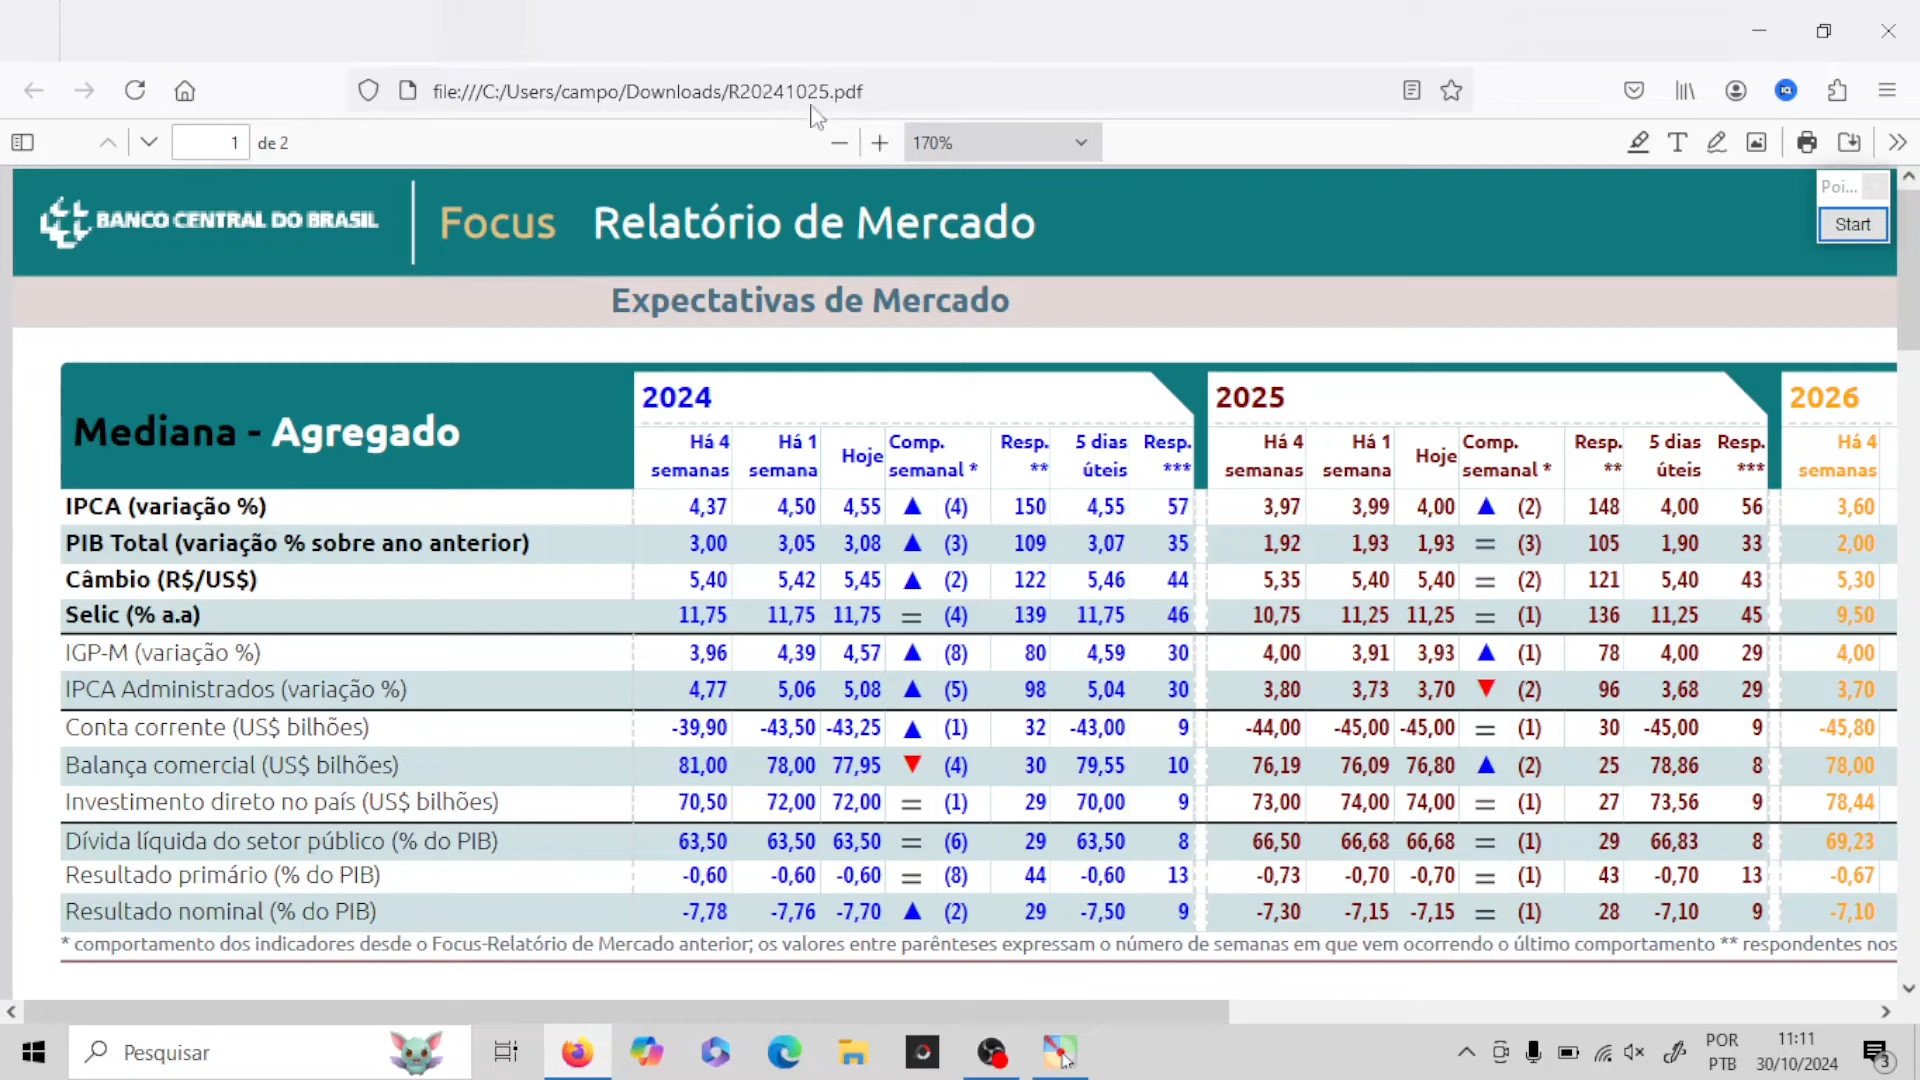 file:///C:/Users/campo/Downloads/R20241025.pdf
1 de 2
170%
BANCO CENTRAL DO BRASIL
Focus Relatório de Mercado
Poi...
Start
Expectativas de Mercado
Mediana - Agregado
2024 2025 2026
Há 4 semanas Há 1 semana Hoje Comp. semanal * Resp. ** 5 dias úteis Resp. *** Há 4 semanas Há 1 semana Hoje Comp. semanal * Resp. ** 5 dias úteis Resp. *** Há 4 semanas
IPCA (variação %) 4,37 4,50 4,55 ▲ (4) 150 4,55 57 3,97 3,99 4,00 ▲ (2) 148 4,00 56 3,60
PIB Total (variação % sobre ano anterior) 3,00 3,05 3,08 ▲ (3) 109 3,07 35 1,92 1,93 1,93 = (3) 105 1,90 33 2,00
Câmbio (R$/US$) 5,40 5,42 5,45 ▲ (2) 122 5,46 44 5,35 5,40 5,40 = (2) 121 5,40 43 5,30
Selic (% a.a) 11,75 11,75 11,75 = (4) 139 11,75 46 10,75 11,25 11,25 = (1) 136 11,25 45 9,50
IGP-M (variação %) 3,96 4,39 4,57 ▲ (8) 80 4,59 30 4,00 3,91 3,93 ▲ (1) 78 4,00 29 4,00
IPCA Administrados (variação %) 4,77 5,06 5,08 ▲ (5) 98 5,04 30 3,80 3,73 3,70 ▼ (2) 96 3,68 29 3,70
Conta corrente (US$ bilhões) -39,90 -43,50 -43,25 ▲ (1) 32 -43,00 9 -44,00 -45,00 -45,00 = (1) 30 -45,00 9 -45,80
Balança comercial (US$ bilhões) 81,00 78,00 77,95 ▼ (4) 30 79,55 10 76,19 76,09 76,80 ▲ (2) 25 78,86 8 78,00
Investimento direto no país (US$ bilhões) 70,50 72,00 72,00 = (1) 29 70,00 9 73,00 74,00 74,00 = (1) 27 73,56 9 78,44
Dívida líquida do setor público (% do PIB) 63,50 63,50 63,50 = (6) 29 63,50 8 66,50 66,68 66,68 = (1) 29 66,83 8 69,23
Resultado primário (% do PIB) -0,60 -0,60 -0,60 = (8) 44 -0,60 13 -0,73 -0,70 -0,70 = (1) 43 -0,70 13 -0,67
Resultado nominal (% do PIB) -7,78 -7,76 -7,70 ▲ (2) 29 -7,50 9 -7,30 -7,15 -7,15 = (1) 28 -7,10 9 -7,10
* comportamento dos indicadores desde o Focus-Relatório de Mercado anterior; os valores entre parênteses expressam o número de semanas em que vem ocorrendo o último comportamento ** respondentes nos
Pesquisar
POR
PTB
11:11
30/10/2024
3